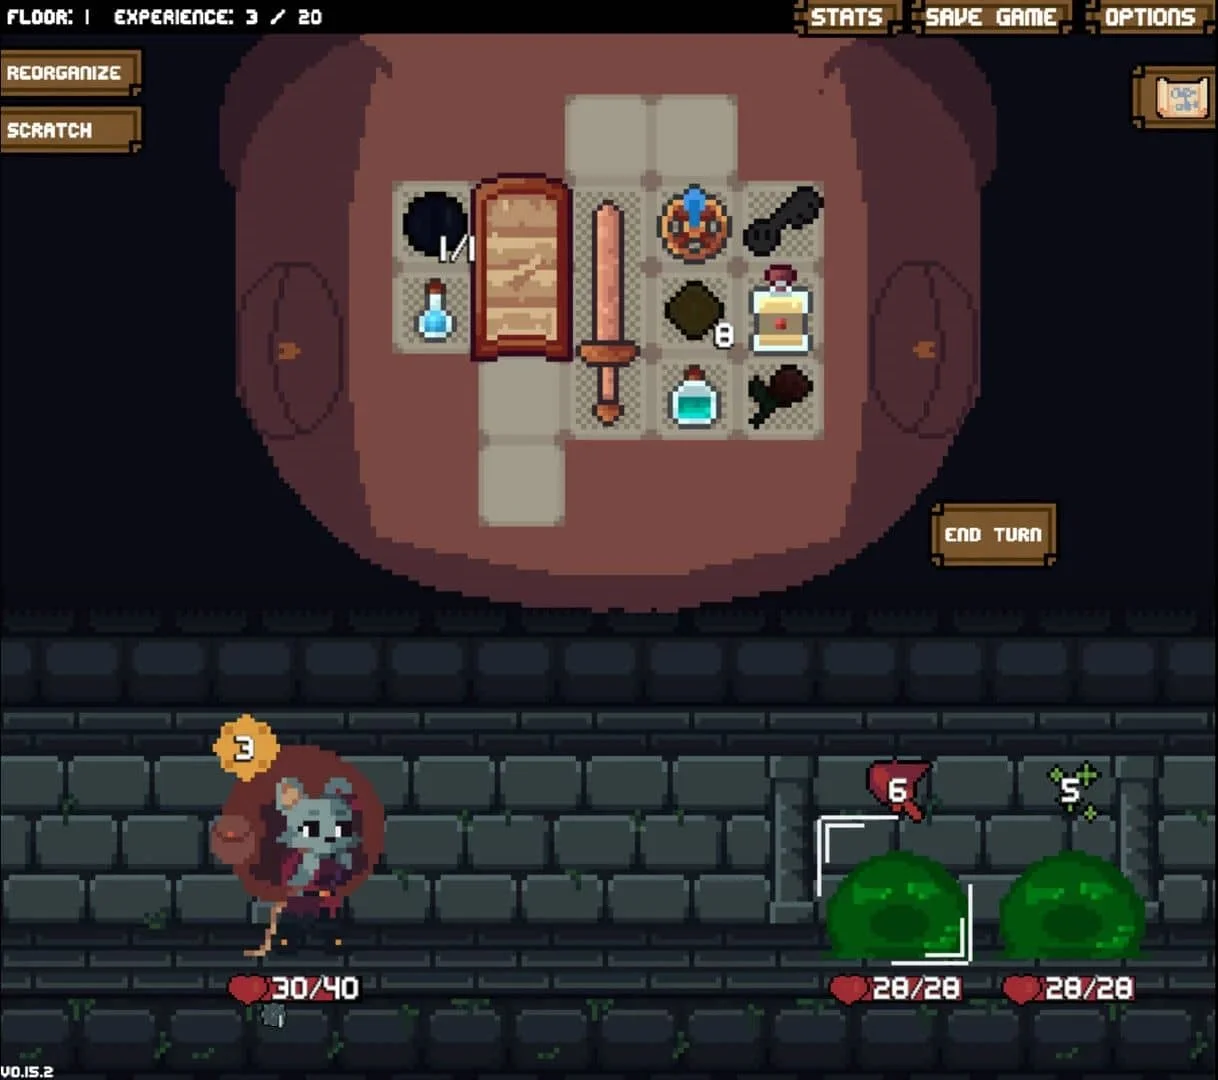 FLOOR: 1 EXPERIENCE: 3 / 20
STATS
SAVE GAME
OPTIONS
REORGANIZE
SCRATCH
1/1
8
END TURN
3
6
5
30/40
28/28
28/28
V0.15.2